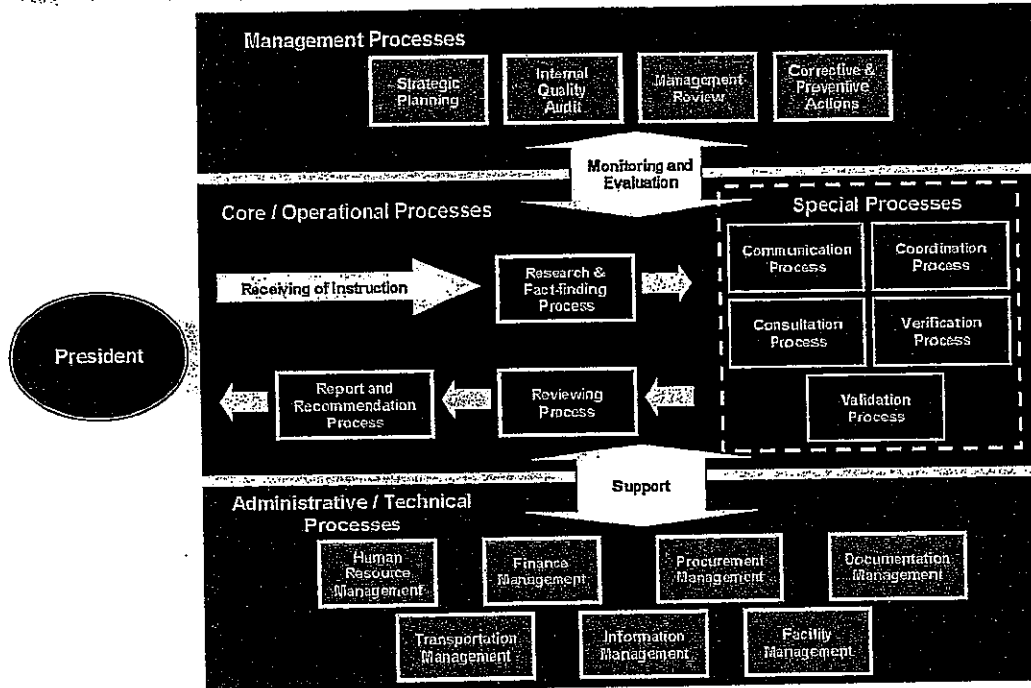 Management Processes
Strategic
Planning
Internal
Quality
Audit
Management
Review
Corrective &
Preventive
Actions
Monitoring and
Evaluation
Core / Operational Processes
Special Processes
Communication
Process
Coordination
Process
Receiving of Instruction
Research &
Fact-finding
Process
Consultation
Process
Verification
Process
President
Report and
Recommendation
Process
Reviewing
Process
Validation
Process
Support
Administrative / Technical
Processes
Human
Resource
Management
Finance
Management
Procurement
Management
Documentation
Management
Transportation
Management
Information
Management
Facility
Management